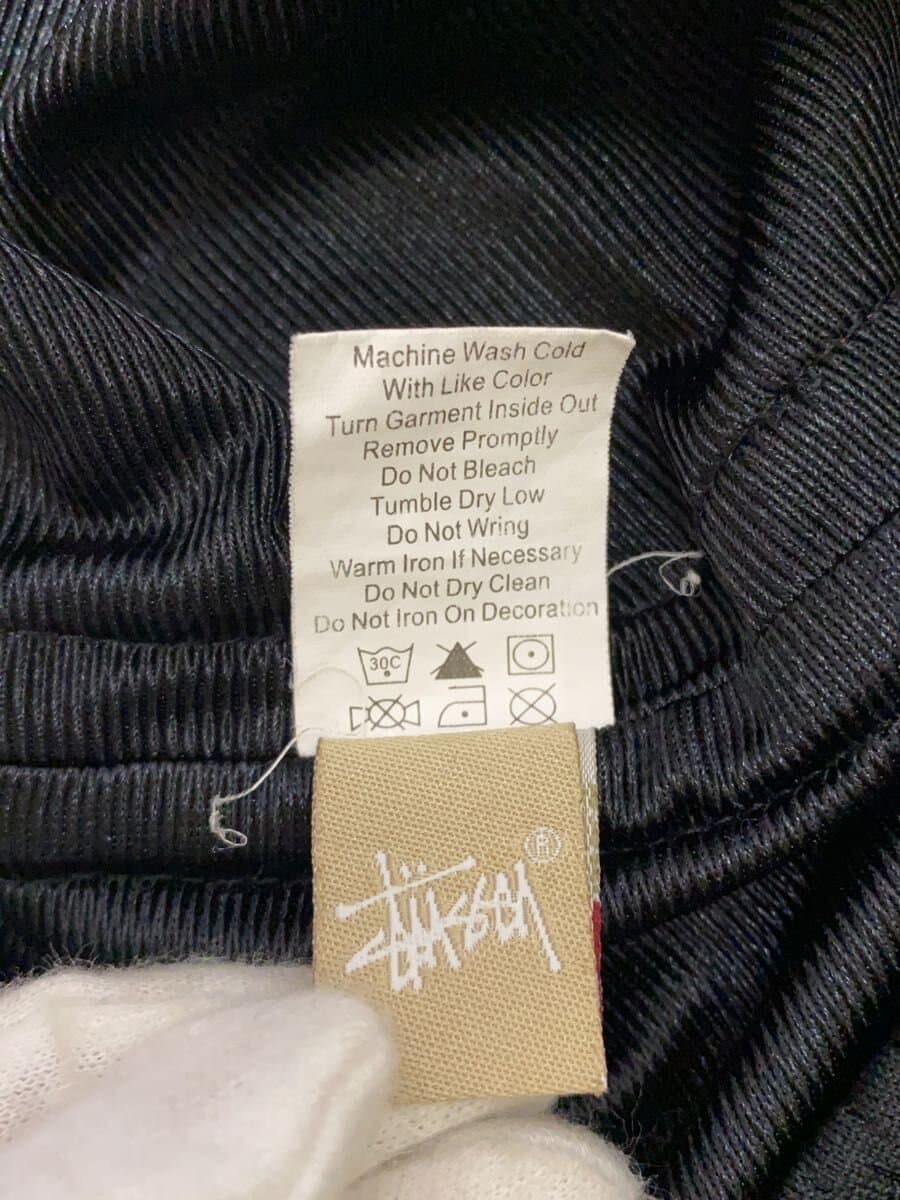 Machine Wash Cold
With Like Color
Turn Garment Inside Out
Remove Promptly
Do Not Bleach
Tumble Dry Low
Do Not Wring
Warm Iron If Necessary
Do Not Dry Clean
Do Not Iron On Decoration
30C
Stüssy ®